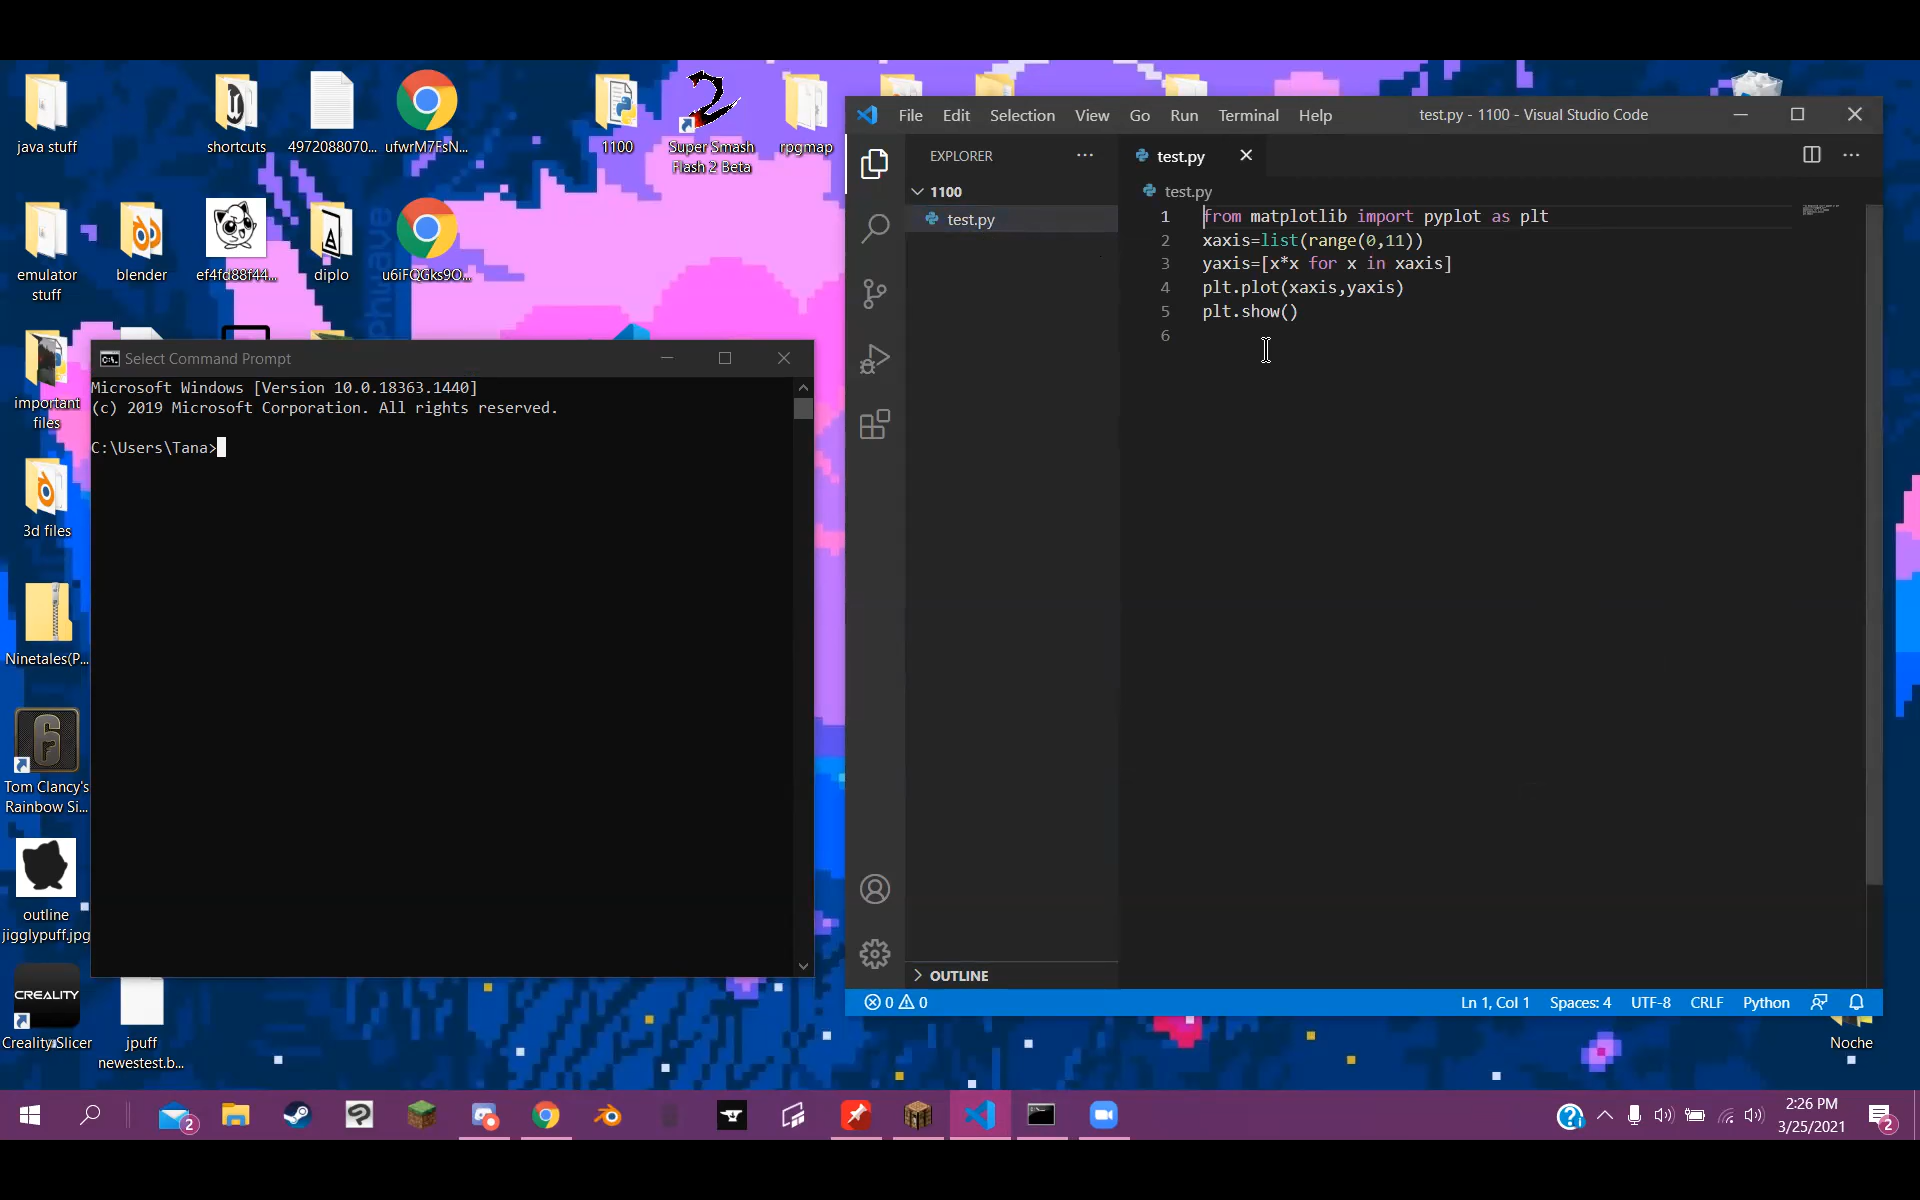 java stuff
shortcuts
4972088070...
ufwrM7FsN...
1100
Super Smash
Flash 2 Beta
rpgmap
emulator
stuff
blender
ef4fd88f44...
diplo
u6iFQGks9O...
important
files
3d files
Ninetales(P...
Tom Clancy's
Rainbow Si...
outline
jigglypuff.jpg
CREALITY
Creality Slicer
jpuff
newestest.b...
Noche
phwave
Select Command Prompt
Microsoft Windows [Version 10.0.18363.1440]
(c) 2019 Microsoft Corporation. All rights reserved.
C:\Users\Tana>
File Edit Selection View Go Run Terminal Help
test.py - 1100 - Visual Studio Code
EXPLORER
1100
test.py
OUTLINE
test.py
test.py
1 from matplotlib import pyplot as plt
2 xaxis=list(range(0,11))
3 yaxis=[x*x for x in xaxis]
4 plt.plot(xaxis,yaxis)
5 plt.show()
6
0 0
Ln 1, Col 1 Spaces: 4 UTF-8 CRLF Python
2
2:26 PM
3/25/2021
2